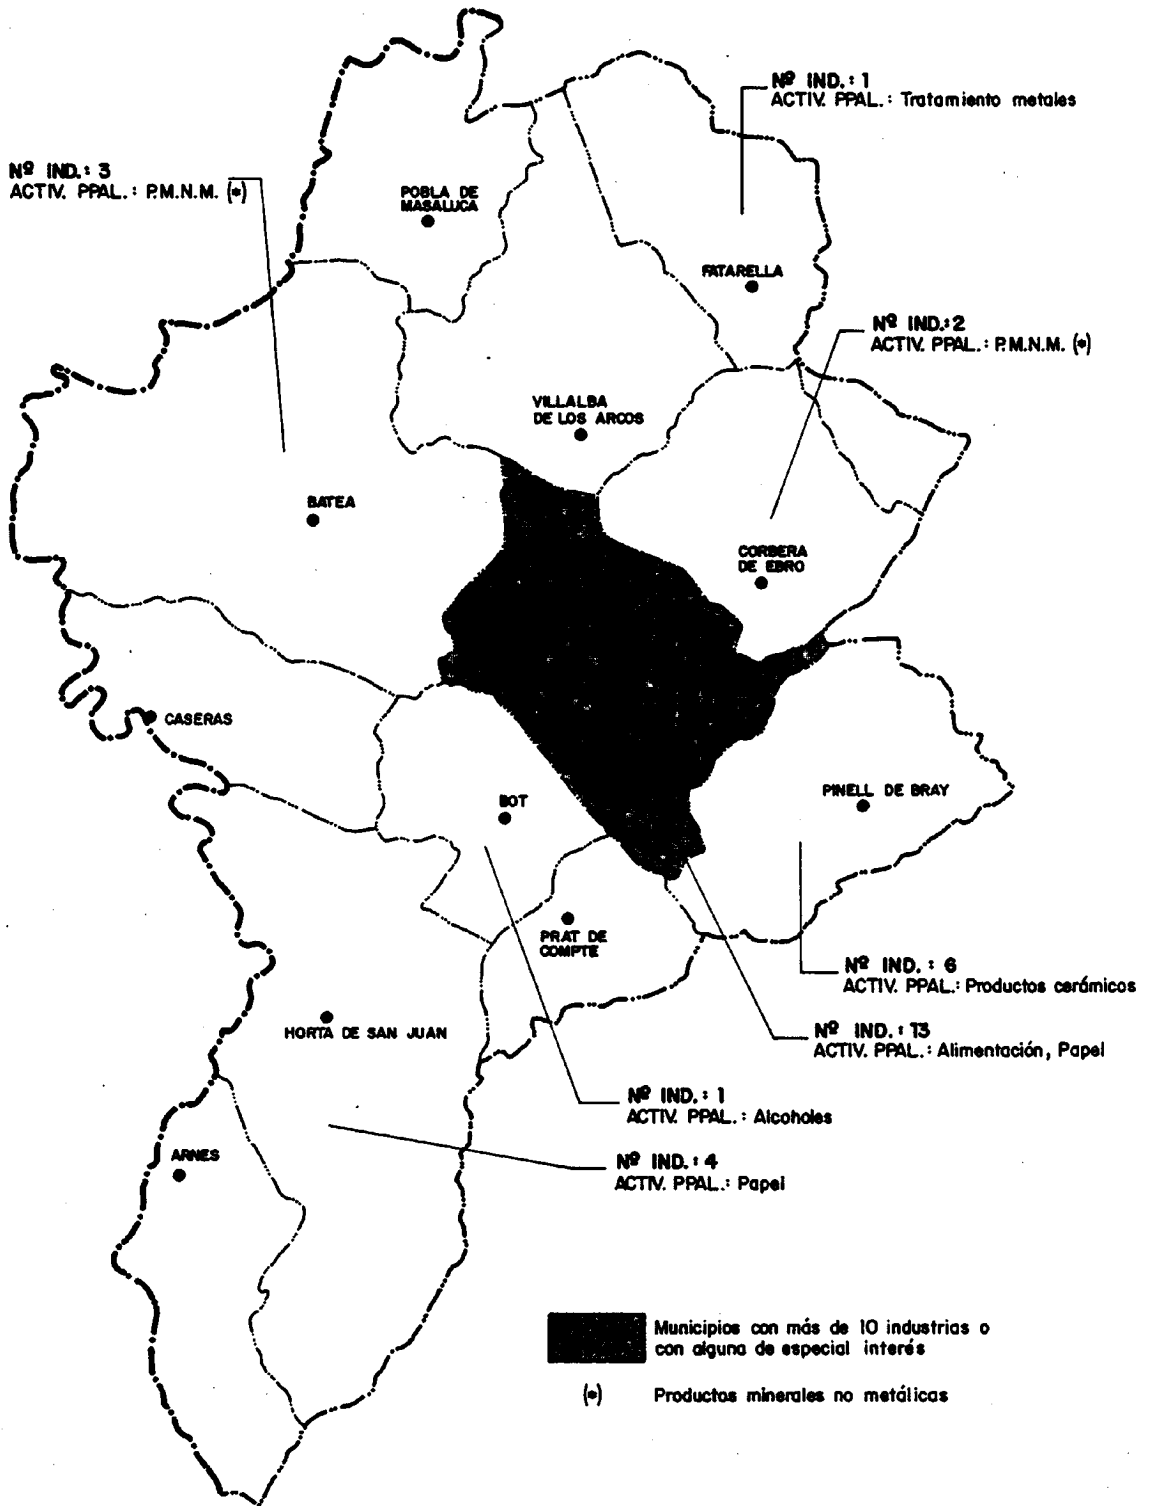 Nº IND.: 1
ACTIV. PPAL.: Tratamiento metales
Nº IND.: 3
ACTIV. PPAL.: P.M.N.M. (*)
POBLA DE
MASALUCA
FATARELLA
Nº IND.: 2
ACTIV. PPAL.: P.M.N.M. (*)
VILLALBA
DE LOS ARCOS
BATEA
CORBERA
DE EBRO
CASERAS
BOT
PINELL DE BRAY
PRAT DE
COMPTE
Nº IND.: 6
ACTIV. PPAL.: Productos cerámicos
HORTA DE SAN JUAN
Nº IND.: 13
ACTIV. PPAL.: Alimentación, Papel
Nº IND.: 1
ACTIV. PPAL.: Alcoholes
ARNES
Nº IND.: 4
ACTIV. PPAL.: Papel
Municipios con más de 10 industrias o
con alguna de especial interés
(*) Productos minerales no metálicas